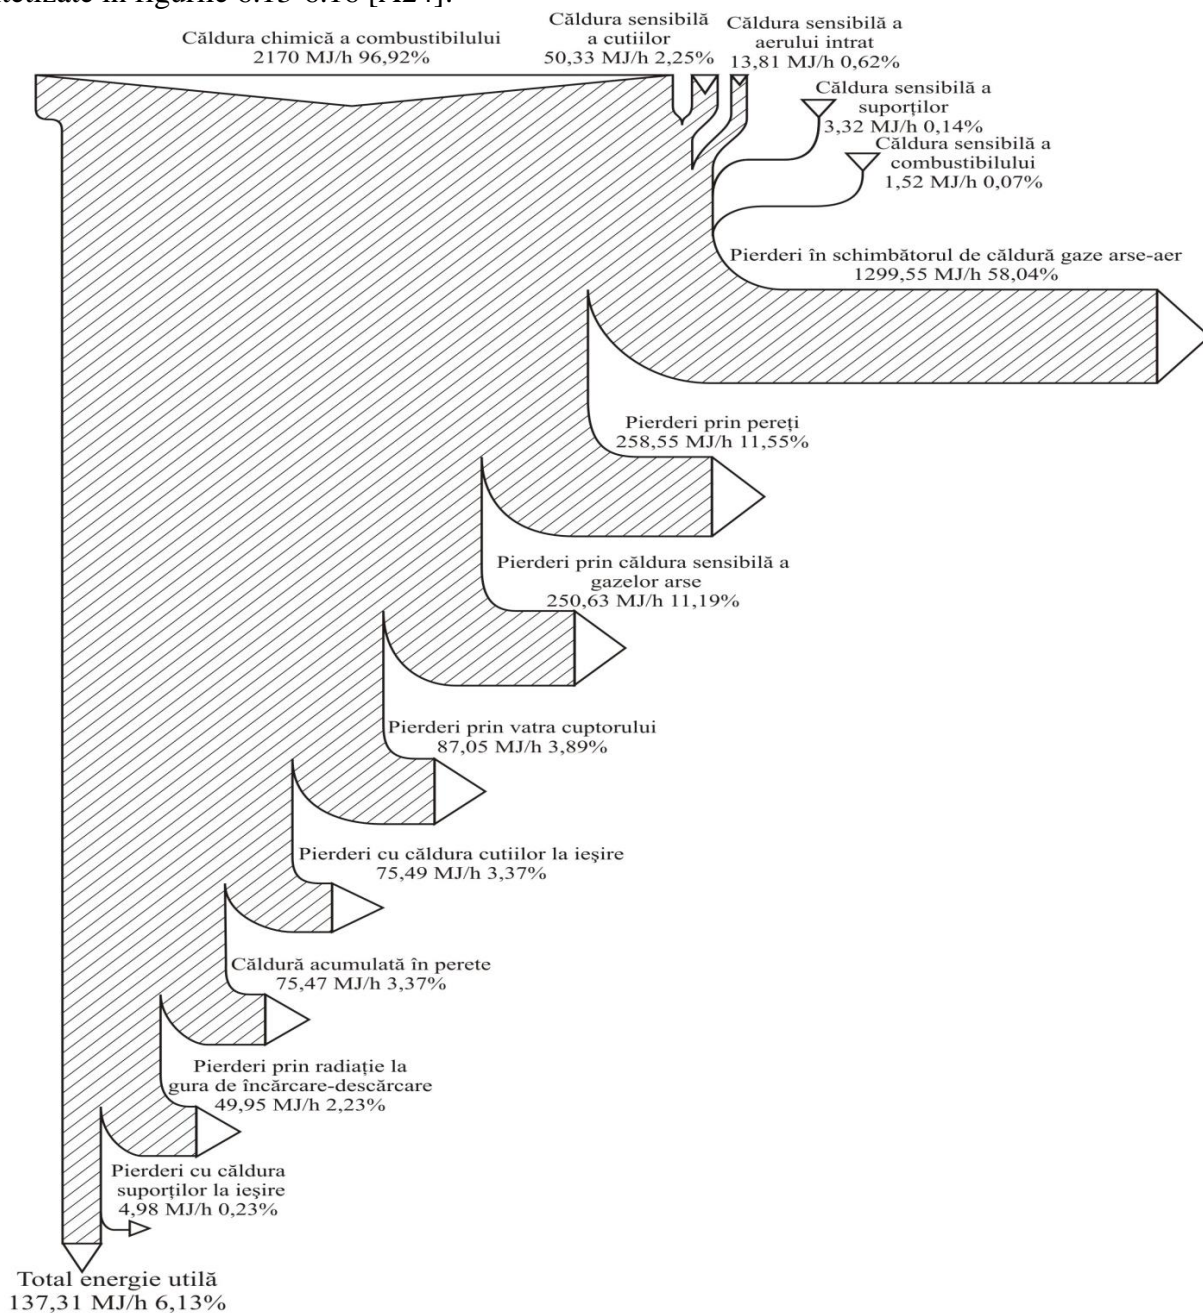 Căldura chimică a combustibilului
2170 MJ/h 96,92%
Căldura sensibilă
a cutiilor
50,33 MJ/h 2,25%
Căldura sensibilă a
aerului intrat
13,81 MJ/h 0,62%
Căldura sensibilă a
suporților
3,32 MJ/h 0,14%
Căldura sensibilă a
combustibilului
1,52 MJ/h 0,07%
Pierderi în schimbătorul de căldură gaze arse-aer
1299,55 MJ/h 58,04%
Pierderi prin pereți
258,55 MJ/h 11,55%
Pierderi prin căldura sensibilă a
gazelor arse
250,63 MJ/h 11,19%
Pierderi prin vatra cuptorului
87,05 MJ/h 3,89%
Pierderi cu căldura cutiilor la ieșire
75,49 MJ/h 3,37%
Căldură acumulată în perete
75,47 MJ/h 3,37%
Pierderi prin radiație la
gura de încărcare-descărcare
49,95 MJ/h 2,23%
Pierderi cu căldura
suporților la ieșire
4,98 MJ/h 0,23%
Total energie utilă
137,31 MJ/h 6,13%